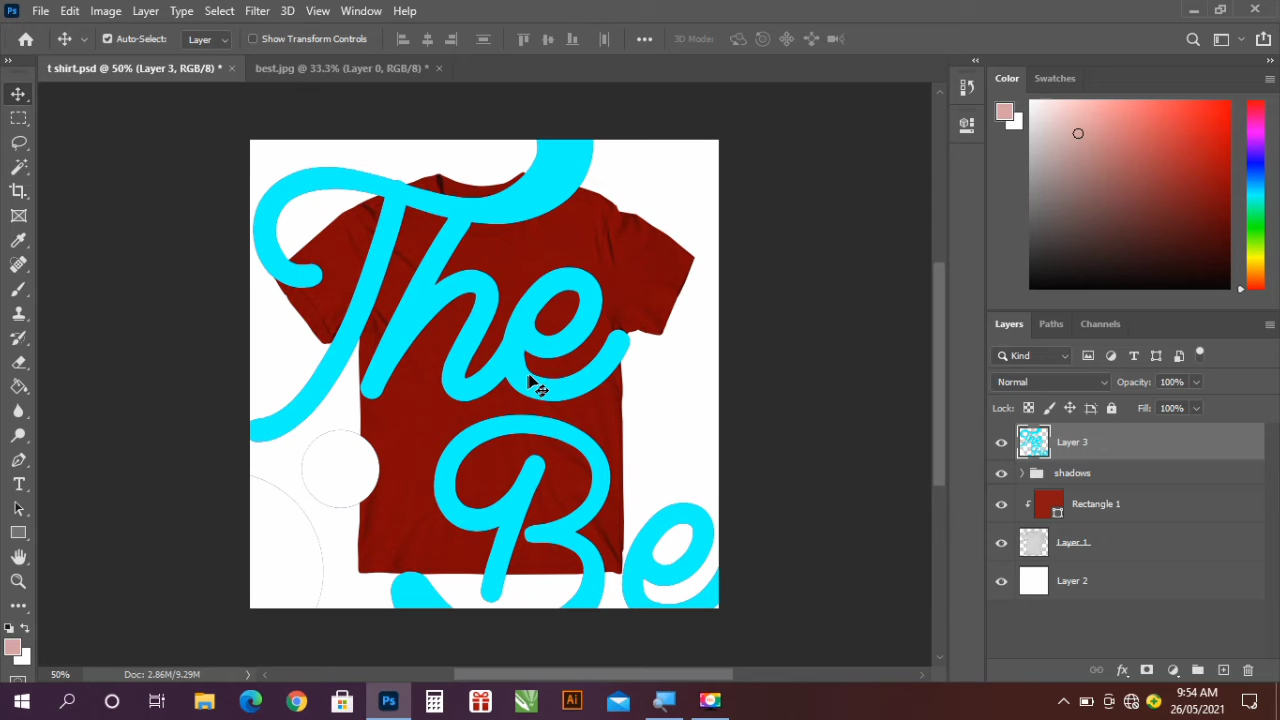 Ps File Edit Image Layer Type Select Filter 3D View Window Help
Auto-Select: Layer Show Transform Controls 3D Mode:
t shirt.psd @ 50% (Layer 3, RGB/8) * × best.jpg @ 33.3% (Layer 0, RGB/8) * ×
Color Swatches
The
Be
Layers Paths Channels
Kind
Normal Opacity: 100%
Lock: Fill: 100%
Layer 3
shadows
Rectangle 1
Layer 1
Layer 2
50% Doc: 2.86M/9.29M
Ps Ai 9:54 AM
26/05/2021